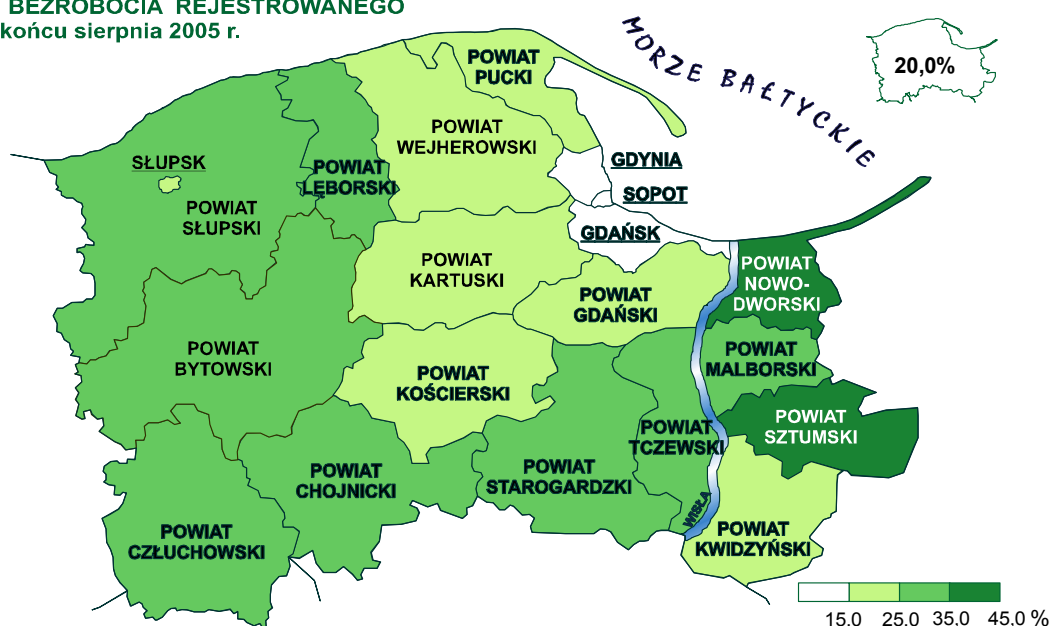 BEZROBOCIA REJESTROWANEGO
końcu sierpnia 2005 r.
MORZE BAŁTYCKIE
20,0%
POWIAT
PUCKI
POWIAT
WEJHEROWSKI
SŁUPSK
POWIAT
LĘBORSKI
GDYNIA
SOPOT
POWIAT
SŁUPSKI
GDAŃSK
POWIAT
KARTUSKI
POWIAT
NOWO-
DWORSKI
POWIAT
GDAŃSKI
POWIAT
BYTOWSKI
POWIAT
MALBORSKI
POWIAT
KOŚCIERSKI
POWIAT
SZTUMSKI
POWIAT
TCZEWSKI
POWIAT
CHOJNICKI
POWIAT
STAROGARDZKI
WISŁA
POWIAT
CZŁUCHOWSKI
POWIAT
KWIDZYŃSKI
15,0 25,0 35,0 45,0 %